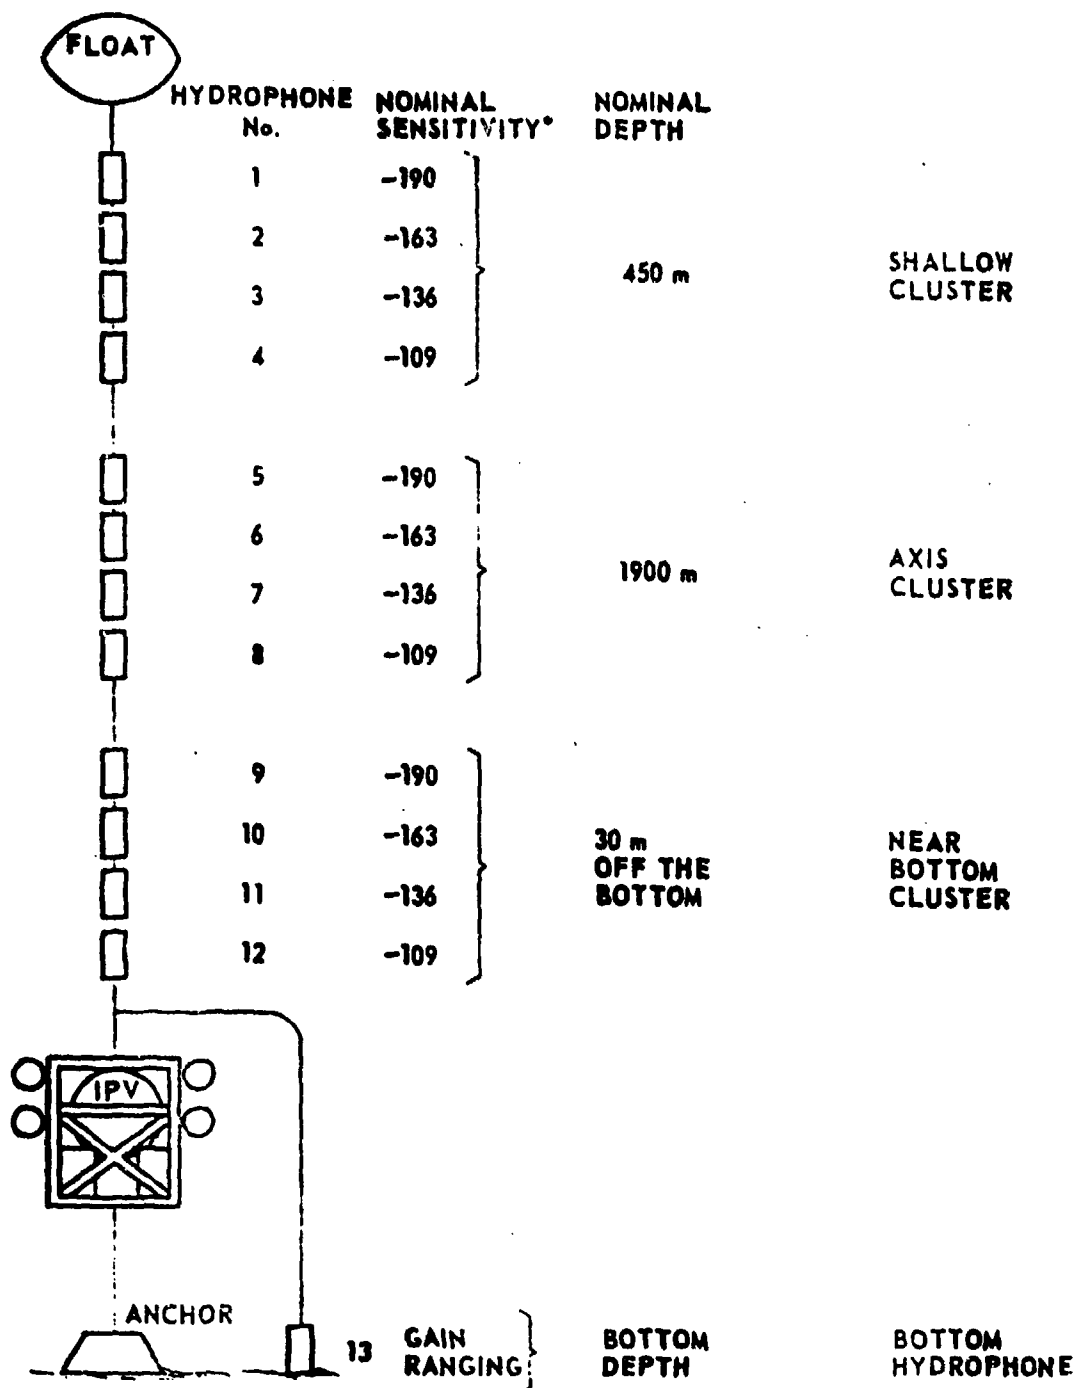 FLOAT
HYDROPHONE No. NOMINAL SENSITIVITY* NOMINAL DEPTH
1 -190
2 -163
3 -136
4 -109
450 m
SHALLOW CLUSTER
5 -190
6 -163
7 -136
8 -109
1900 m
AXIS CLUSTER
9 -190
10 -163
11 -136
12 -109
30 m OFF THE BOTTOM
NEAR BOTTOM CLUSTER
IPV
ANCHOR
13 GAIN RANGING
BOTTOM DEPTH
BOTTOM HYDROPHONE